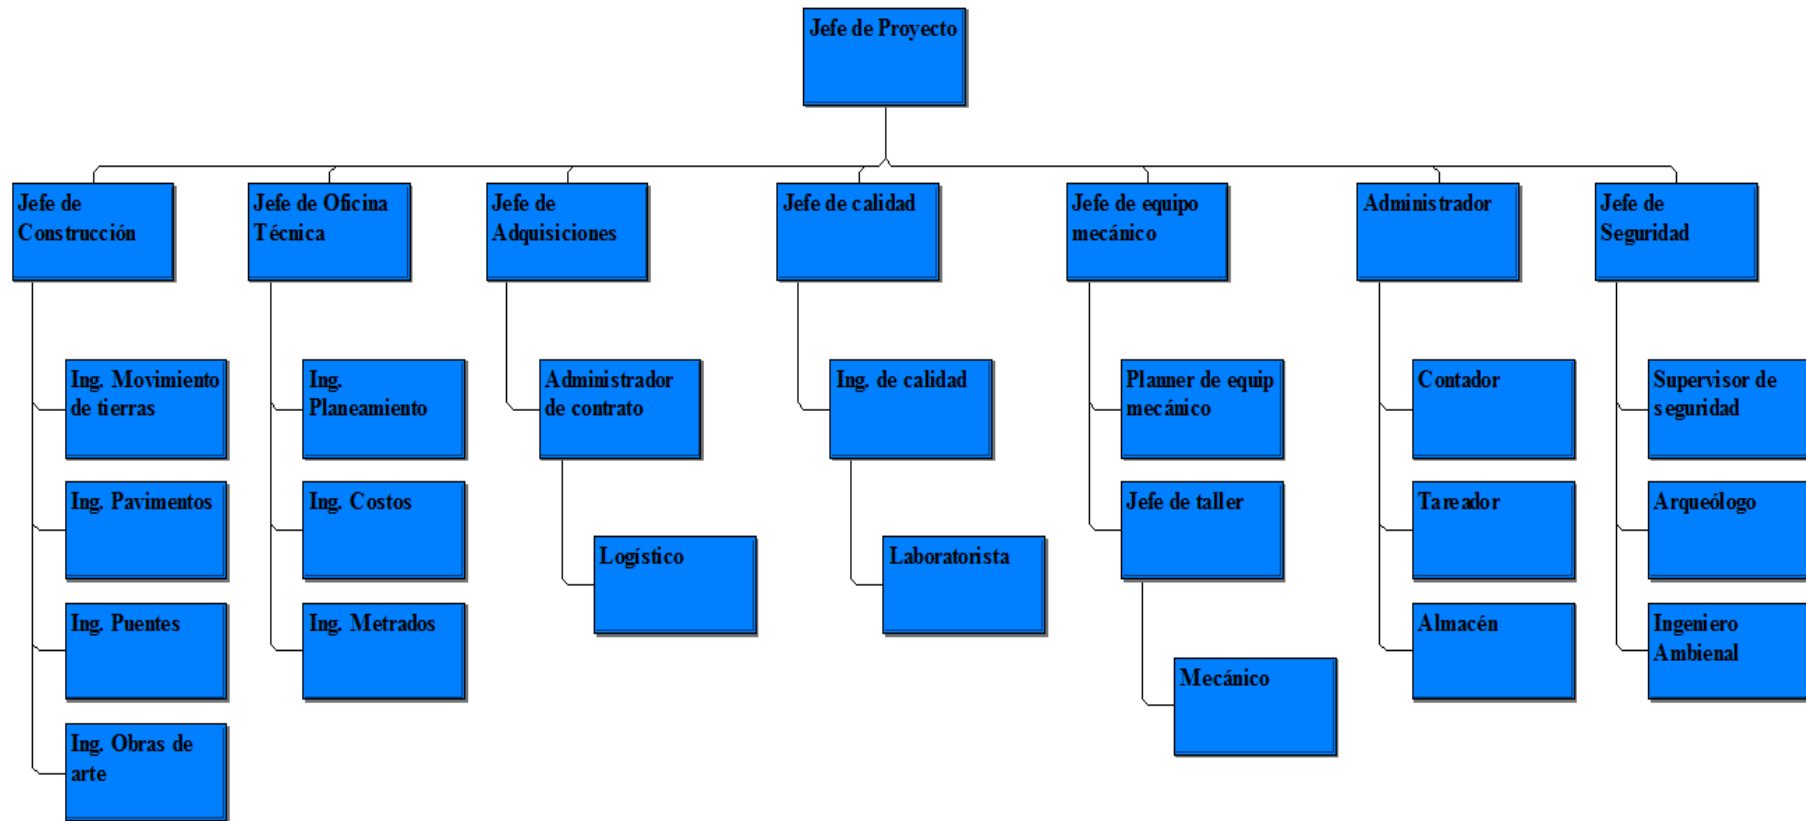 Jefe de Proyecto
Jefe de
Construcción
Jefe de Oficina
Técnica
Jefe de
Adquisiciones
Jefe de calidad
Jefe de equipo
mecánico
Administrador
Jefe de
Seguridad
Ing. Movimiento
de tierras
Ing. Pavimentos
Ing. Puentes
Ing. Obras de
arte
Ing.
Planeamiento
Ing. Costos
Ing. Metrados
Administrador
de contrato
Logístico
Ing. de calidad
Laboratorista
Planner de equip
mecánico
Jefe de taller
Mecánico
Contador
Tareador
Almacén
Supervisor de
seguridad
Arqueólogo
Ingeniero
Ambienal